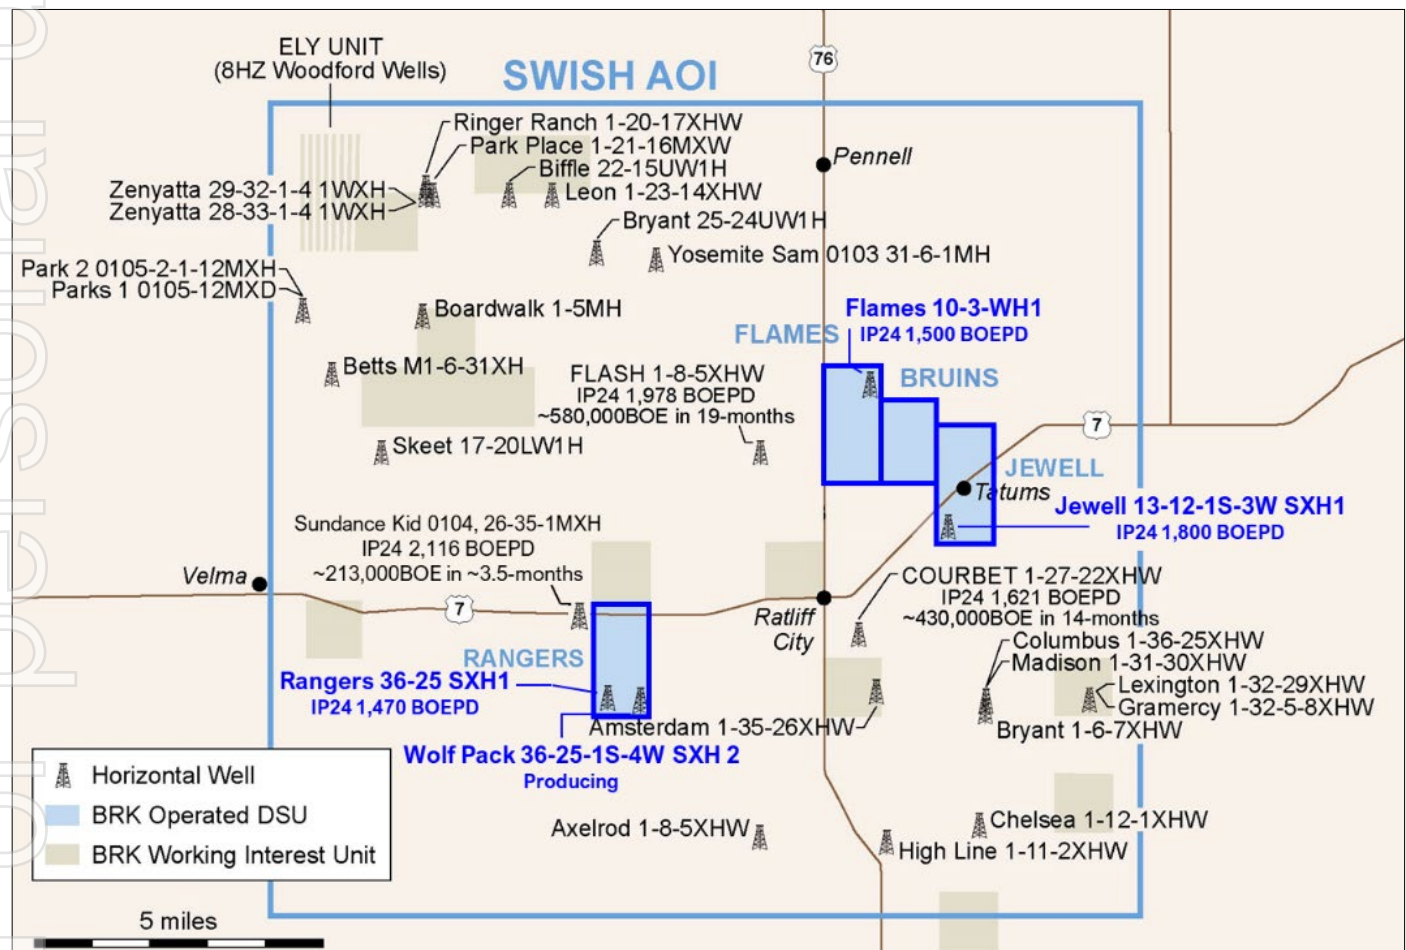 ELY UNIT
(8HZ Woodford Wells)
SWISH AOI
76
Ringer Ranch 1-20-17XHW
Park Place 1-21-16MXW
Biffle 22-15UW1H
Leon 1-23-14XHW
Pennell
Zenyatta 29-32-1-4 1WXH
Zenyatta 28-33-1-4 1WXH
Bryant 25-24UW1H
Yosemite Sam 0103 31-6-1MH
Park 2 0105-2-1-12MXH
Parks 1 0105-12MXD
Boardwalk 1-5MH
Flames 10-3-WH1
IP24 1,500 BOEPD
FLAMES
BRUINS
Betts M1-6-31XH
FLASH 1-8-5XHW
IP24 1,978 BOEPD
~580,000BOE in 19-months
7
Skeet 17-20LW1H
JEWELL
Tatums
Jewell 13-12-1S-3W SXH1
IP24 1,800 BOEPD
Sundance Kid 0104, 26-35-1MXH
IP24 2,116 BOEPD
~213,000BOE in ~3.5-months
Velma
7
Ratliff
City
COURBET 1-27-22XHW
IP24 1,621 BOEPD
~430,000BOE in 14-months
Columbus 1-36-25XHW
Madison 1-31-30XHW
Lexington 1-32-29XHW
Gramercy 1-32-5-8XHW
Bryant 1-6-7XHW
RANGERS
Rangers 36-25 SXH1
IP24 1,470 BOEPD
Amsterdam 1-35-26XHW
Wolf Pack 36-25-1S-4W SXH 2
Producing
Horizontal Well
BRK Operated DSU
BRK Working Interest Unit
Axelrod 1-8-5XHW
Chelsea 1-12-1XHW
High Line 1-11-2XHW
5 miles
personal